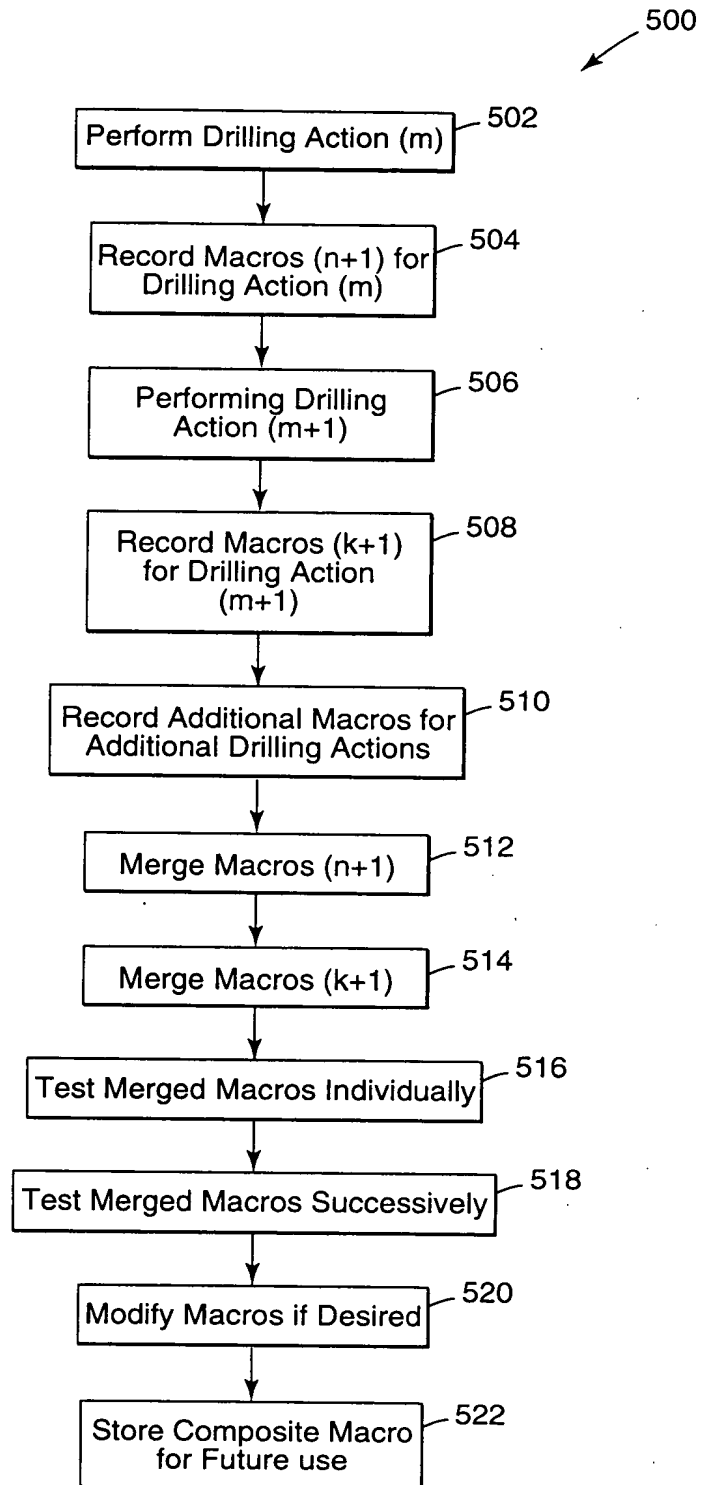 500
Perform Drilling Action (m)
502
Record Macros (n+1) for
Drilling Action (m)
504
Performing Drilling
Action (m+1)
506
Record Macros (k+1)
for Drilling Action
(m+1)
508
Record Additional Macros for
Additional Drilling Actions
510
Merge Macros (n+1)
512
Merge Macros (k+1)
514
Test Merged Macros Individually
516
Test Merged Macros Successively
518
Modify Macros if Desired
520
Store Composite Macro
for Future use
522